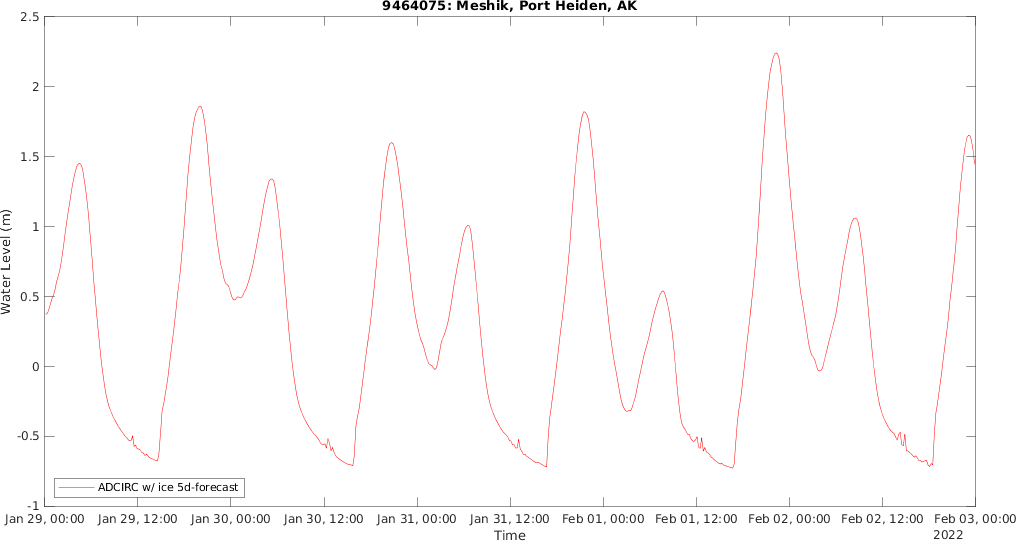 9464075: Meshik, Port Heiden, AK
2.5
2
1.5
1
0.5
0
-0.5
-1
Water Level (m)
ADCIRC w/ ice 5d-forecast
Jan 29, 00:00 Jan 29, 12:00 Jan 30, 00:00 Jan 30, 12:00 Jan 31, 00:00 Jan 31, 12:00 Feb 01, 00:00 Feb 01, 12:00 Feb 02, 00:00 Feb 02, 12:00 Feb 03, 00:00
Time
2022